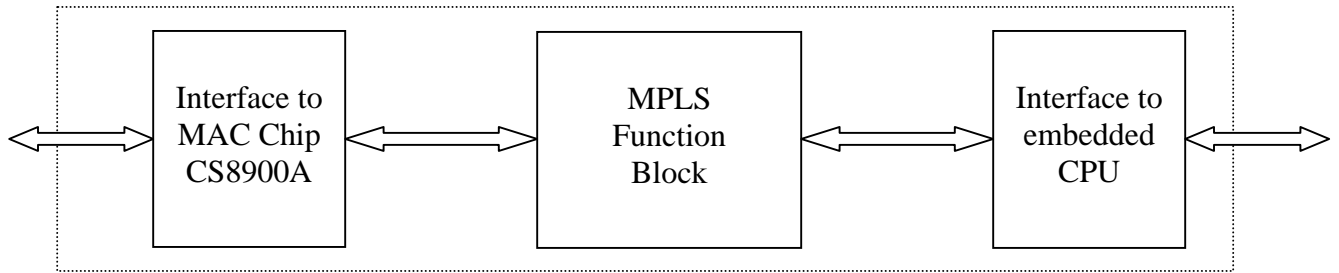 Interface to
MAC Chip
CS8900A
MPLS
Function
Block
Interface to
embedded
CPU